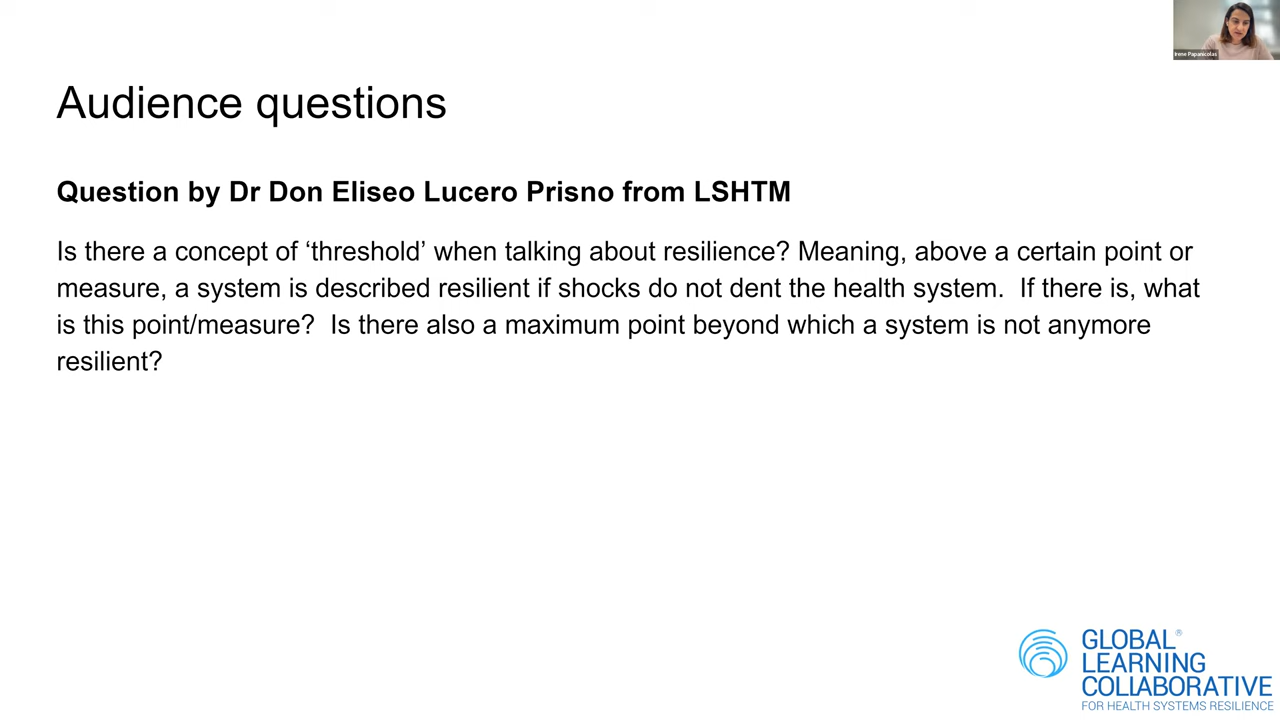 Irene Papanicolas
Audience questions
Question by Dr Don Eliseo Lucero Prisno from LSHTM
Is there a concept of ‘threshold’ when talking about resilience? Meaning, above a certain point or
measure, a system is described resilient if shocks do not dent the health system.  If there is, what
is this point/measure?  Is there also a maximum point beyond which a system is not anymore
resilient?
GLOBAL®
LEARNING
COLLABORATIVE
FOR HEALTH SYSTEMS RESILIENCE